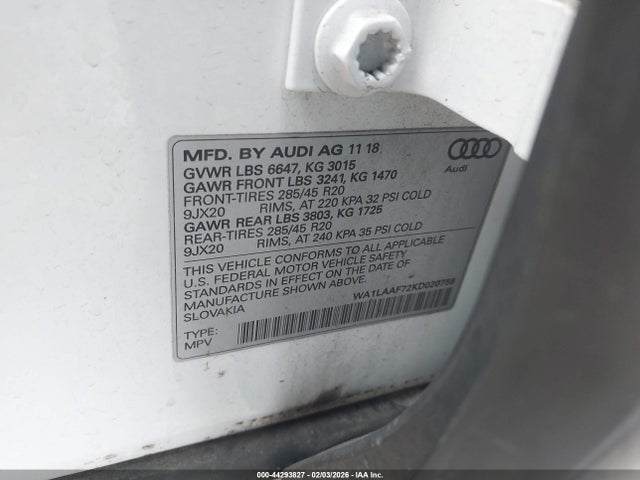 MFD. BY AUDI AG 11 18
GVWR LBS 6647, KG 3015
GAWR FRONT LBS 3241, KG 1470
FRONT-TIRES 285/45 R20
9JX20 RIMS, AT 220 KPA 32 PSI COLD
GAWR REAR LBS 3803, KG 1725
REAR-TIRES 285/45 R20
9JX20 RIMS, AT 240 KPA 35 PSI COLD
Audi
THIS VEHICLE CONFORMS TO ALL APPLICABLE
U.S. FEDERAL MOTOR VEHICLE SAFETY
STANDARDS IN EFFECT ON THE DATE OF
MANUFACTURE SHOWN ABOVE.
SLOVAKIA
WA1LAAF72KD020759
TYPE:
MPV
000-44293827 - 02/03/2026 - IAA Inc.